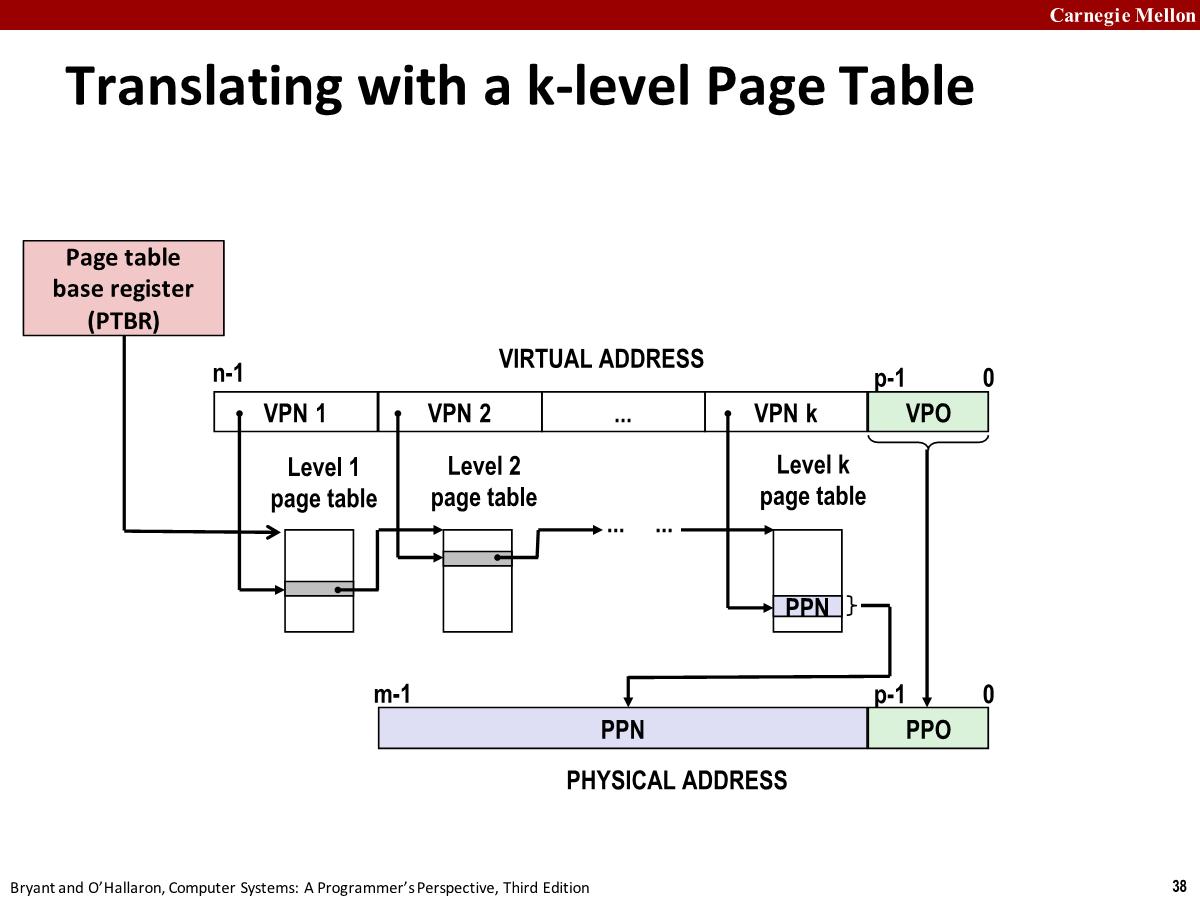 Carnegie Mellon
Translating with a k-level Page Table
Page table
base register
(PTBR)
VIRTUAL ADDRESS
n-1
p-1
0
VPN 1
VPN 2
...
VPN k
VPO
Level 1
page table
Level 2
page table
Level k
page table
...
...
PPN
m-1
p-1
0
PPN
PPO
PHYSICAL ADDRESS
Bryant and O’Hallaron, Computer Systems: A Programmer’s Perspective, Third Edition
38